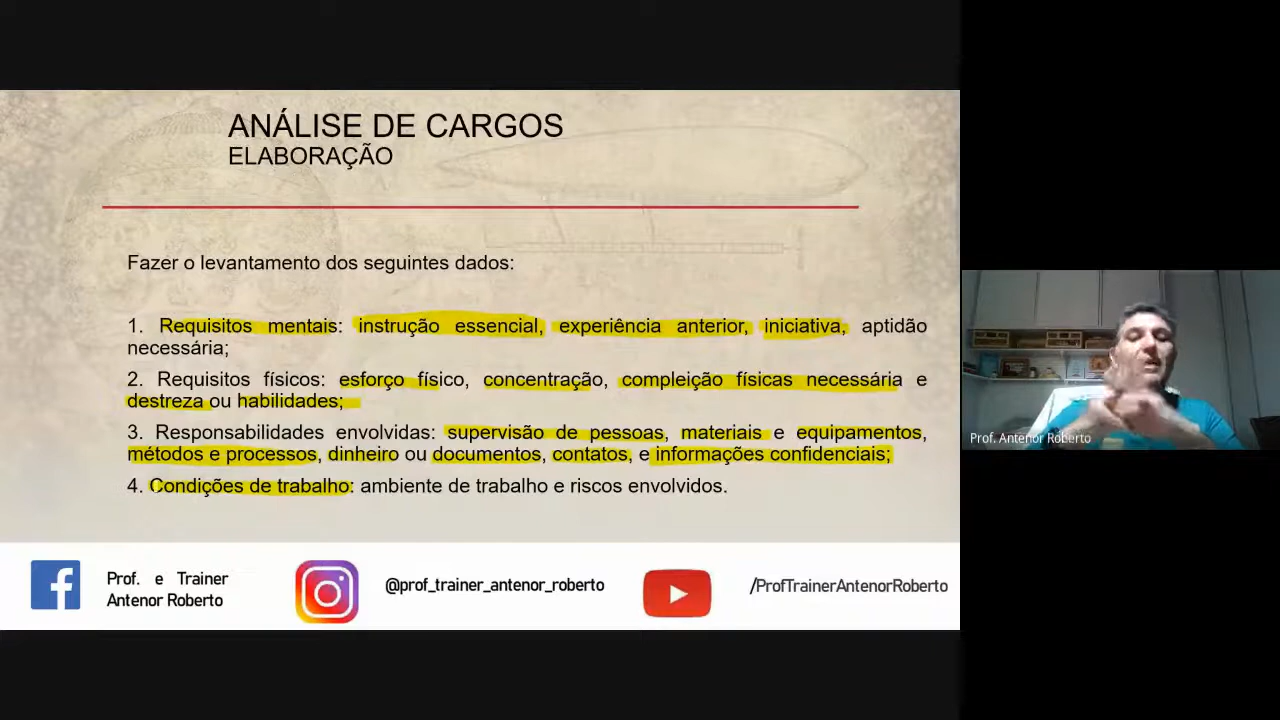 ANÁLISE DE CARGOS
ELABORAÇÃO
Fazer o levantamento dos seguintes dados:
1. Requisitos mentais: instrução essencial, experiência anterior, iniciativa, aptidão
necessária;
2. Requisitos físicos: esforço físico, concentração, compleição físicas necessária e
destreza ou habilidades;
3. Responsabilidades envolvidas: supervisão de pessoas, materiais e equipamentos,
métodos e processos, dinheiro ou documentos, contatos, e informações confidenciais;
4. Condições de trabalho: ambiente de trabalho e riscos envolvidos.
Prof. e Trainer
Antenor Roberto
@prof_trainer_antenor_roberto
/ProfTrainerAntenorRoberto
Prof. Antenor Roberto